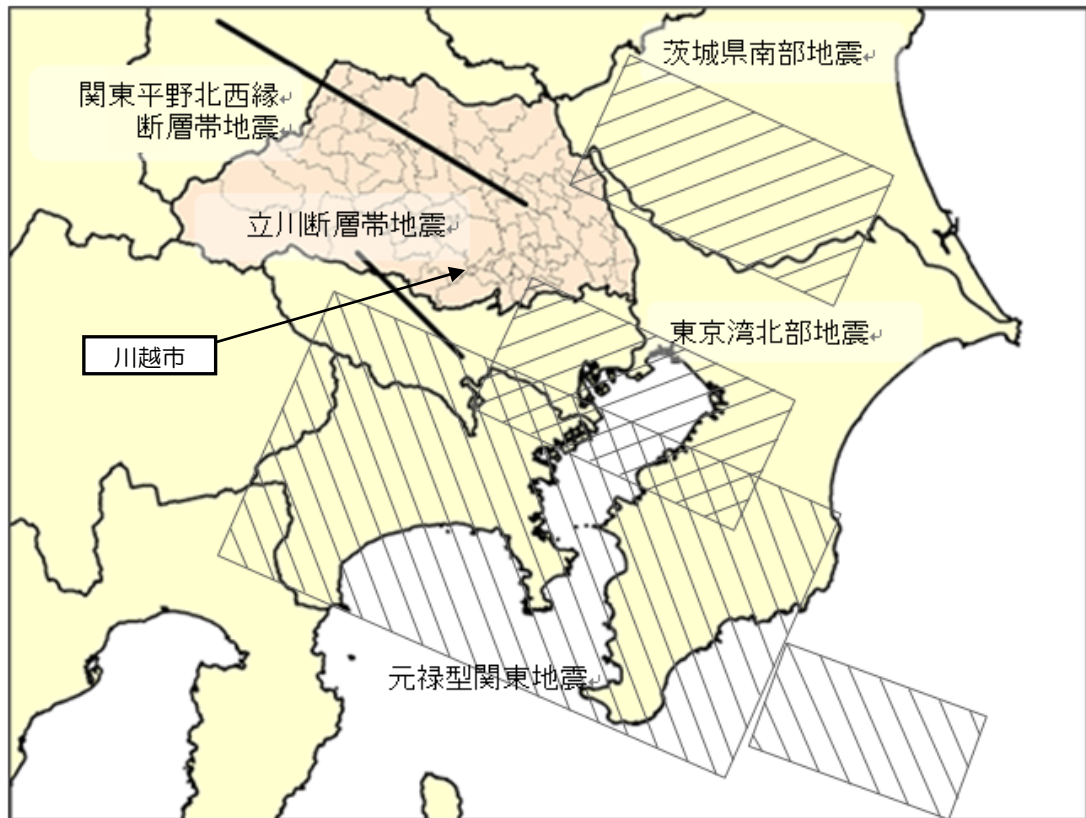 茨城県南部地震
関東平野北西縁
断層帯地震
立川断層帯地震
東京湾北部地震
川越市
元禄型関東地震